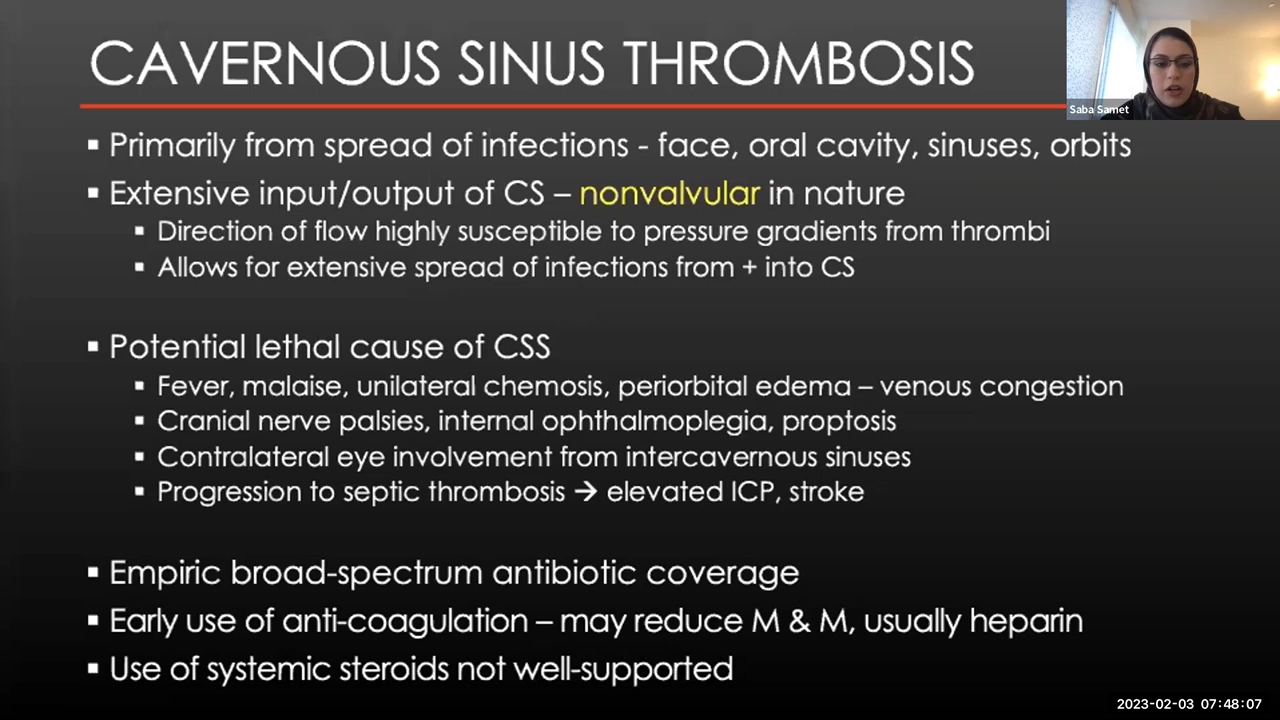 CAVERNOUS SINUS THROMBOSIS
Saba Samet
▪ Primarily from spread of infections - face, oral cavity, sinuses, orbits
▪ Extensive input/output of CS – nonvalvular in nature
▪ Direction of flow highly susceptible to pressure gradients from thrombi
▪ Allows for extensive spread of infections from + into CS
▪ Potential lethal cause of CSS
▪ Fever, malaise, unilateral chemosis, periorbital edema – venous congestion
▪ Cranial nerve palsies, internal ophthalmoplegia, proptosis
▪ Contralateral eye involvement from intercavernous sinuses
▪ Progression to septic thrombosis → elevated ICP, stroke
▪ Empiric broad-spectrum antibiotic coverage
▪ Early use of anti-coagulation – may reduce M & M, usually heparin
▪ Use of systemic steroids not well-supported
2023-02-03 07:48:07